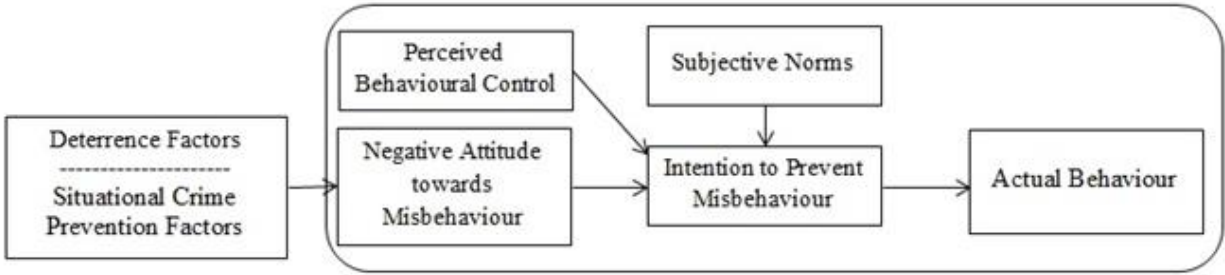 Deterrence Factors
---------------------
Situational Crime
Prevention Factors
Perceived
Behavioural Control
Negative Attitude
towards
Misbehaviour
Subjective Norms
Intention to Prevent
Misbehaviour
Actual Behaviour